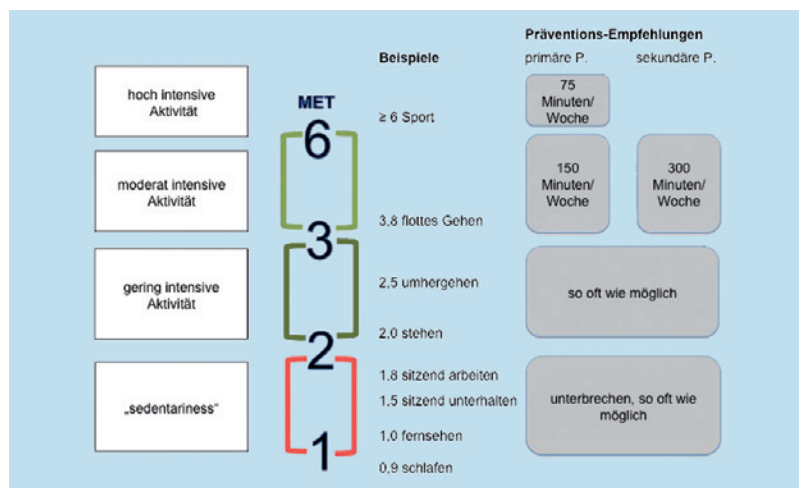 Präventions-Empfehlungen
Beispiele
primäre P.
sekundäre P.
hoch intensive
Aktivität
MET
6
≥ 6 Sport
75
Minuten/
Woche
moderat intensive
Aktivität
3,8 flottes Gehen
150
Minuten/
Woche
300
Minuten/
Woche
3
gering intensive
Aktivität
2,5 umhergehen
2,0 stehen
so oft wie möglich
2
„sedentariness“
1,8 sitzend arbeiten
1,5 sitzend unterhalten
1,0 fernsehen
0,9 schlafen
unterbrechen, so oft wie
möglich
1